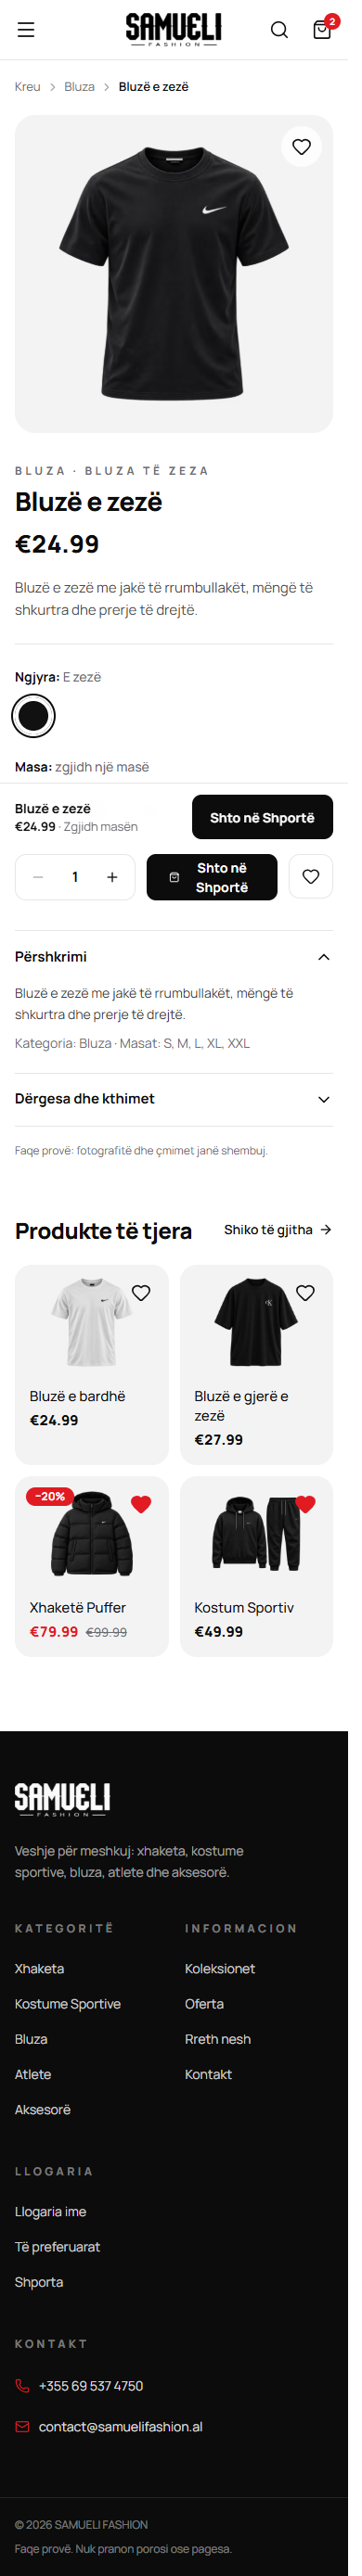 SAMUELI
FASHION
2
Kreu > Bluza > Bluzë e zezë
BLUZA · BLUZA TË ZEZA
Bluzë e zezë
€24.99
Bluzë e zezë me jakë të rrumbullakët, mëngë të
shkurtra dhe prerje të drejtë.
Ngjyra: E zezë
Masa: zgjidh një masë
Bluzë e zezë
€24.99 · Zgjidh masën
Shto në Shportë
1
Shto në
Shportë
Përshkrimi
Bluzë e zezë me jakë të rrumbullakët, mëngë të
shkurtra dhe prerje të drejtë.
Kategoria: Bluza · Masat: S, M, L, XL, XXL
Dërgesa dhe kthimet
Faqe provë: fotografitë dhe çmimet janë shembuj.
Produkte të tjera
Shiko të gjitha →
Bluzë e bardhë
€24.99
Bluzë e gjerë e
zezë
€27.99
−20%
Xhaketë Puffer
€79.99 €99.99
Kostum Sportiv
€49.99
SAMUELI
FASHION
Veshje për meshkuj: xhaketa, kostume
sportive, bluza, atlete dhe aksesorë.
KATEGORITË
Xhaketa
Kostume Sportive
Bluza
Atlete
Aksesorë
INFORMACION
Koleksionet
Oferta
Rreth nesh
Kontakt
LLOGARIA
Llogaria ime
Të preferuarat
Shporta
KONTAKT
+355 69 537 4750
contact@samuelifashion.al
© 2026 SAMUELI FASHION
Faqe provë. Nuk pranon porosi ose pagesa.